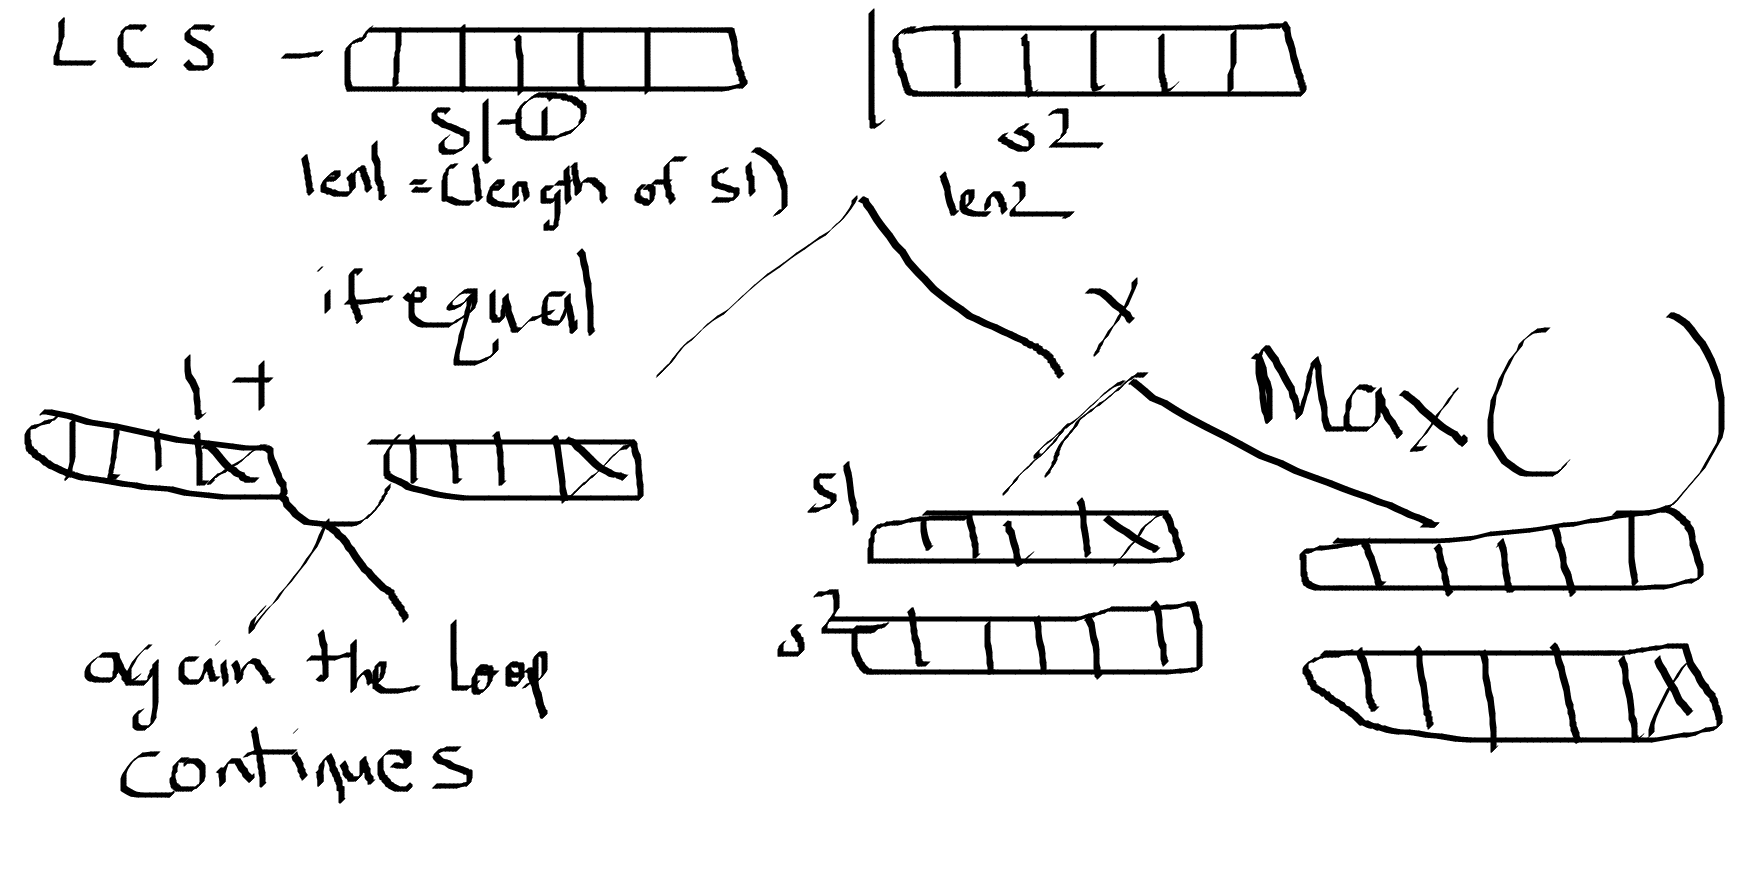 LCS -
s1-1
s2
len1 = (length of s1)
len2
if equal
x
1 +
Max ( )
s1
s2
again the loop
continues